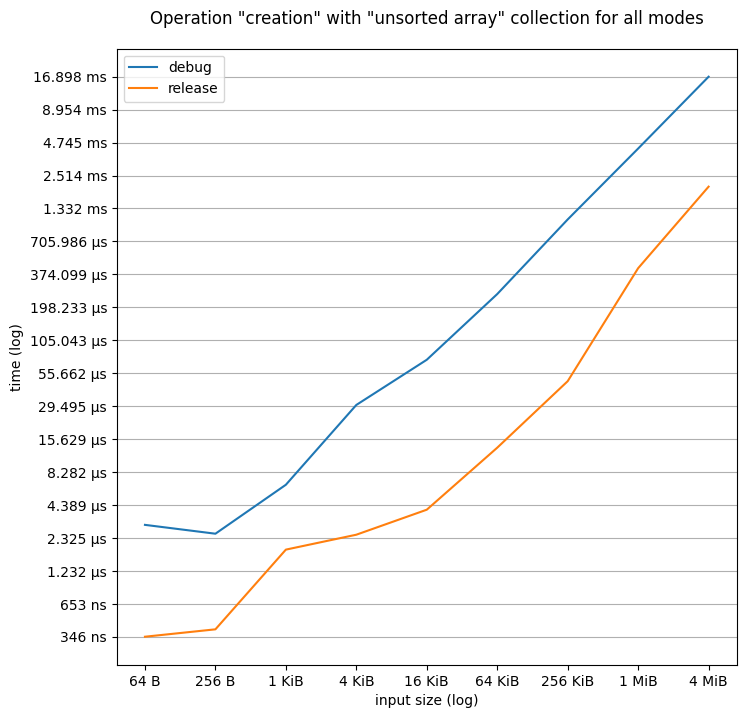 Operation "creation" with "unsorted array" collection for all modes
debug
release
16.898 ms
8.954 ms
4.745 ms
2.514 ms
1.332 ms
705.986 µs
374.099 µs
198.233 µs
105.043 µs
55.662 µs
29.495 µs
15.629 µs
8.282 µs
4.389 µs
2.325 µs
1.232 µs
653 ns
346 ns
time (log)
64 B 256 B 1 KiB 4 KiB 16 KiB 64 KiB 256 KiB 1 MiB 4 MiB
input size (log)